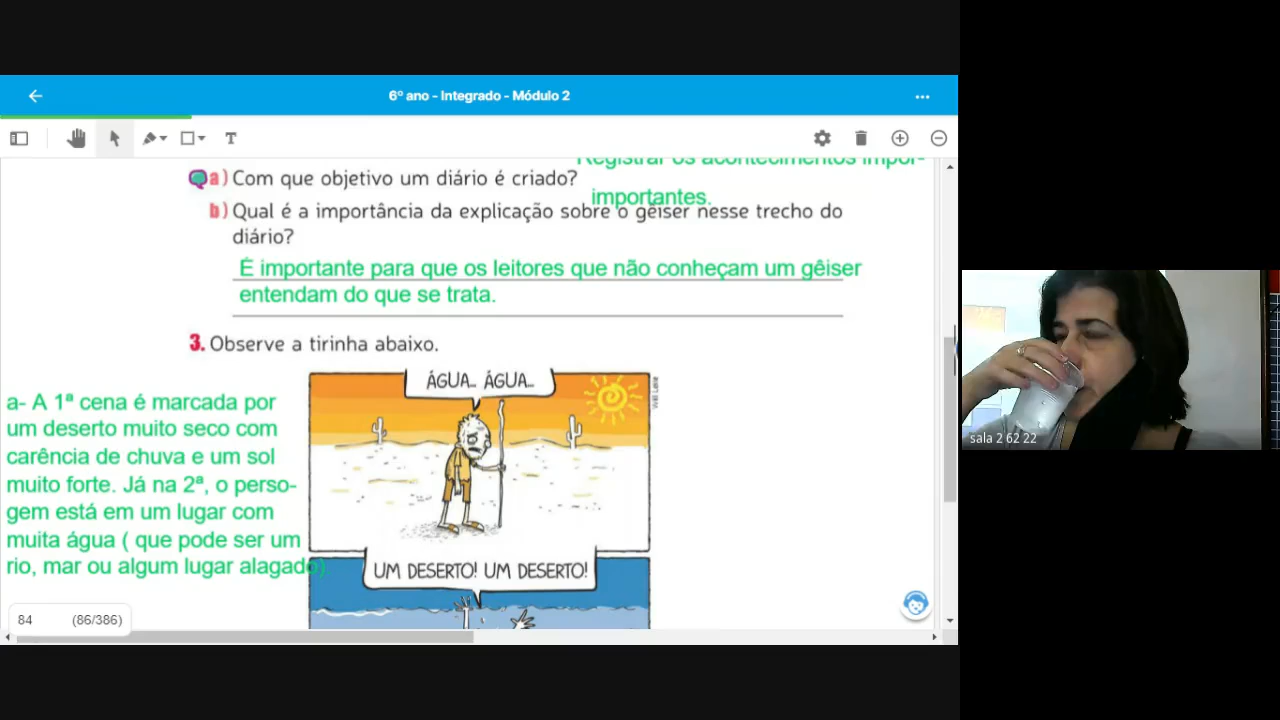 6º ano - Integrado - Módulo 2
Registrar os acontecimentos impor-
importantes.
a) Com que objetivo um diário é criado?
b) Qual é a importância da explicação sobre o gêiser nesse trecho do
diário?
É importante para que os leitores que não conheçam um gêiser
entendam do que se trata.
3. Observe a tirinha abaixo.
ÁGUA... ÁGUA...
a- A 1ª cena é marcada por
um deserto muito seco com
carência de chuva e um sol
muito forte. Já na 2ª, o perso-
gem está em um lugar com
muita água ( que pode ser um
rio, mar ou algum lugar alagado)
UM DESERTO! UM DESERTO!
84 (86/386)
sala 2 62 22